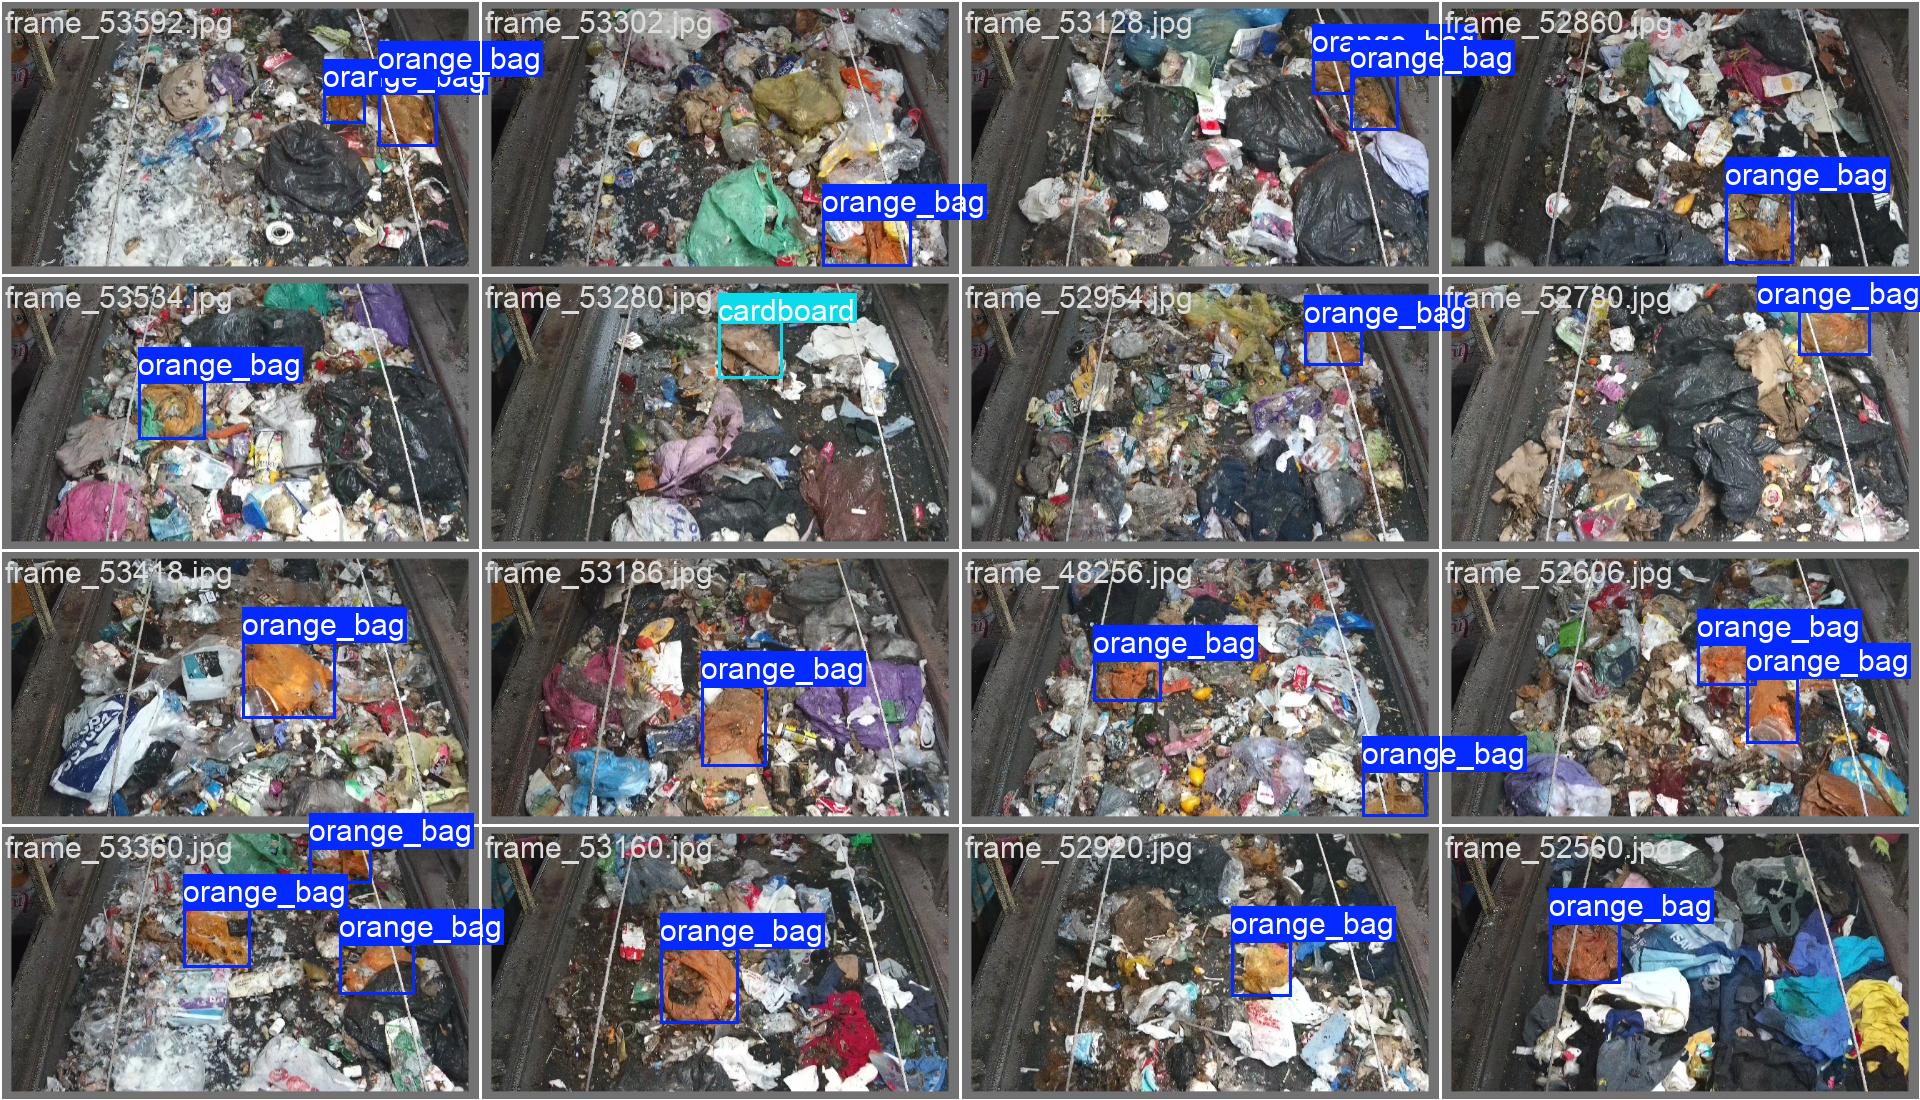 frame_53592.jpg
orange_bag
orange_bag
frame_53302.jpg
orange_bag
frame_53128.jpg
orange_bag
orange_bag
frame_52860.jpg
orange_bag
frame_53534.jpg
orange_bag
frame_53280.jpg
cardboard
frame_52954.jpg
orange_bag
frame_52780.jpg
orange_bag
frame_53418.jpg
orange_bag
frame_53186.jpg
orange_bag
frame_48256.jpg
orange_bag
orange_bag
frame_52606.jpg
orange_bag
orange_bag
frame_53360.jpg
orange_bag
orange_bag
orange_bag
frame_53160.jpg
orange_bag
frame_52920.jpg
orange_bag
frame_52560.jpg
orange_bag